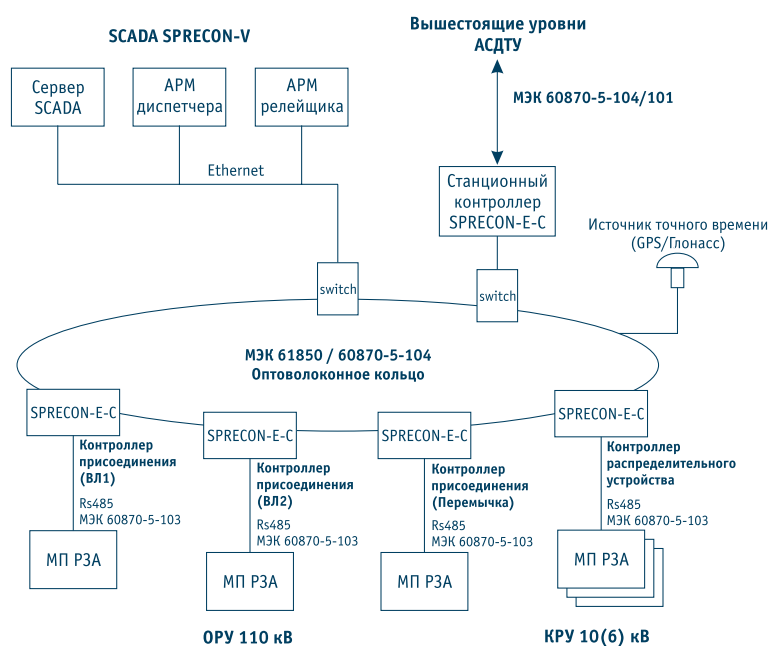 SCADA SPRECON-V
Вышестоящие уровни
АСДТУ
Сервер
SCADA
АРМ
диспетчера
АРМ
релейщика
МЭК 60870-5-104/101
Ethernet
Станционный
контроллер
SPRECON-E-C
Источник точного времени
(GPS/Глонасс)
switch
switch
МЭК 61850 / 60870-5-104
Оптоволоконное кольцо
SPRECON-E-C
SPRECON-E-C
SPRECON-E-C
SPRECON-E-C
Контроллер
присоединения
(ВЛ1)
Rs485
МЭК 60870-5-103
МП РЗА
Контроллер
присоединения
(ВЛ2)
Rs485
МЭК 60870-5-103
МП РЗА
Контроллер
присоединения
(Перемычка)
Rs485
МЭК 60870-5-103
МП РЗА
Контроллер
распределительного
устройства
Rs485
МЭК 60870-5-103
МП РЗА
ОРУ 110 кВ
КРУ 10(6) кВ